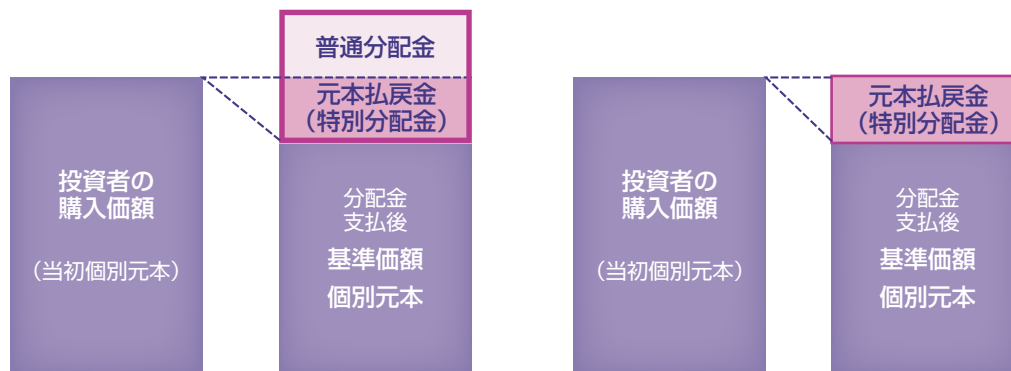 普通分配金
元本払戻金
（特別分配金）
投資者の
購入価額
（当初個別元本）
分配金
支払後
基準価額
個別元本
元本払戻金
（特別分配金）
投資者の
購入価額
（当初個別元本）
分配金
支払後
基準価額
個別元本